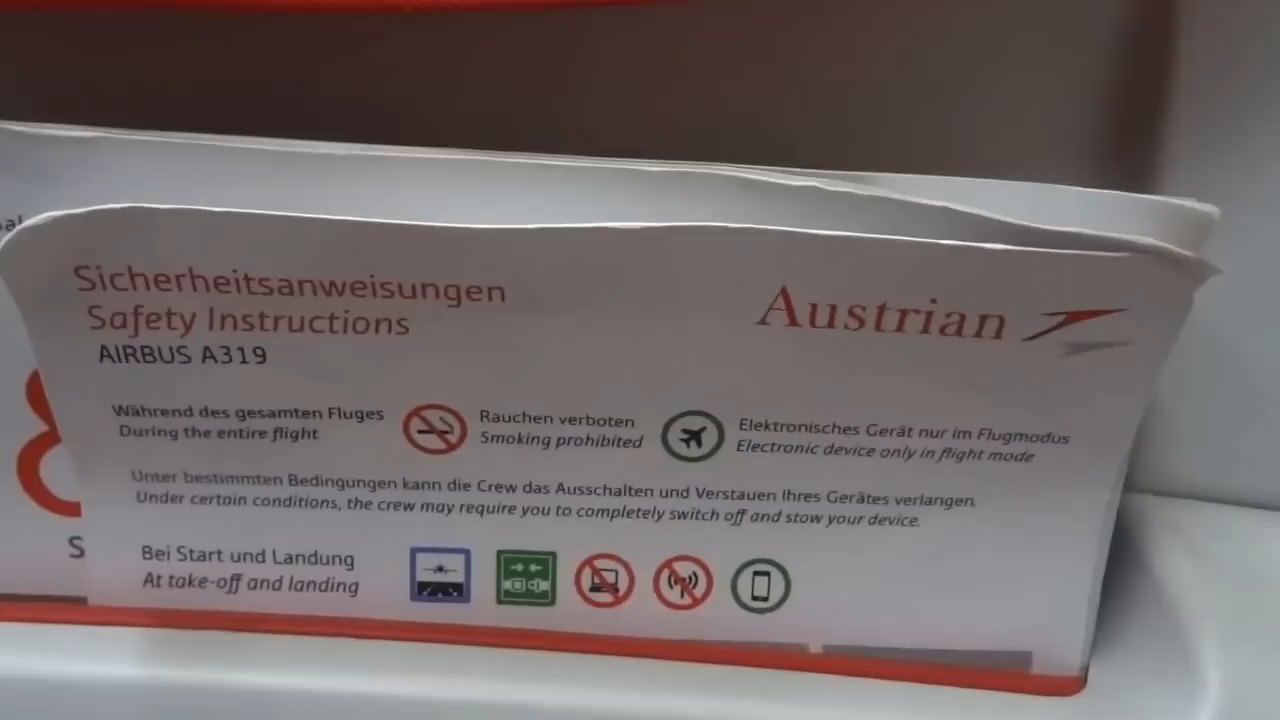 Sicherheitsanweisungen
Safety Instructions
AIRBUS A319
Austrian
Während des gesamten Fluges
During the entire flight
Rauchen verboten
Smoking prohibited
Elektronisches Gerät nur im Flugmodus
Electronic device only in flight mode
Unter bestimmten Bedingungen kann die Crew das Ausschalten und Verstauen Ihres Gerätes verlangen.
Under certain conditions, the crew may require you to completely switch off and stow your device.
Bei Start und Landung
At take-off and landing